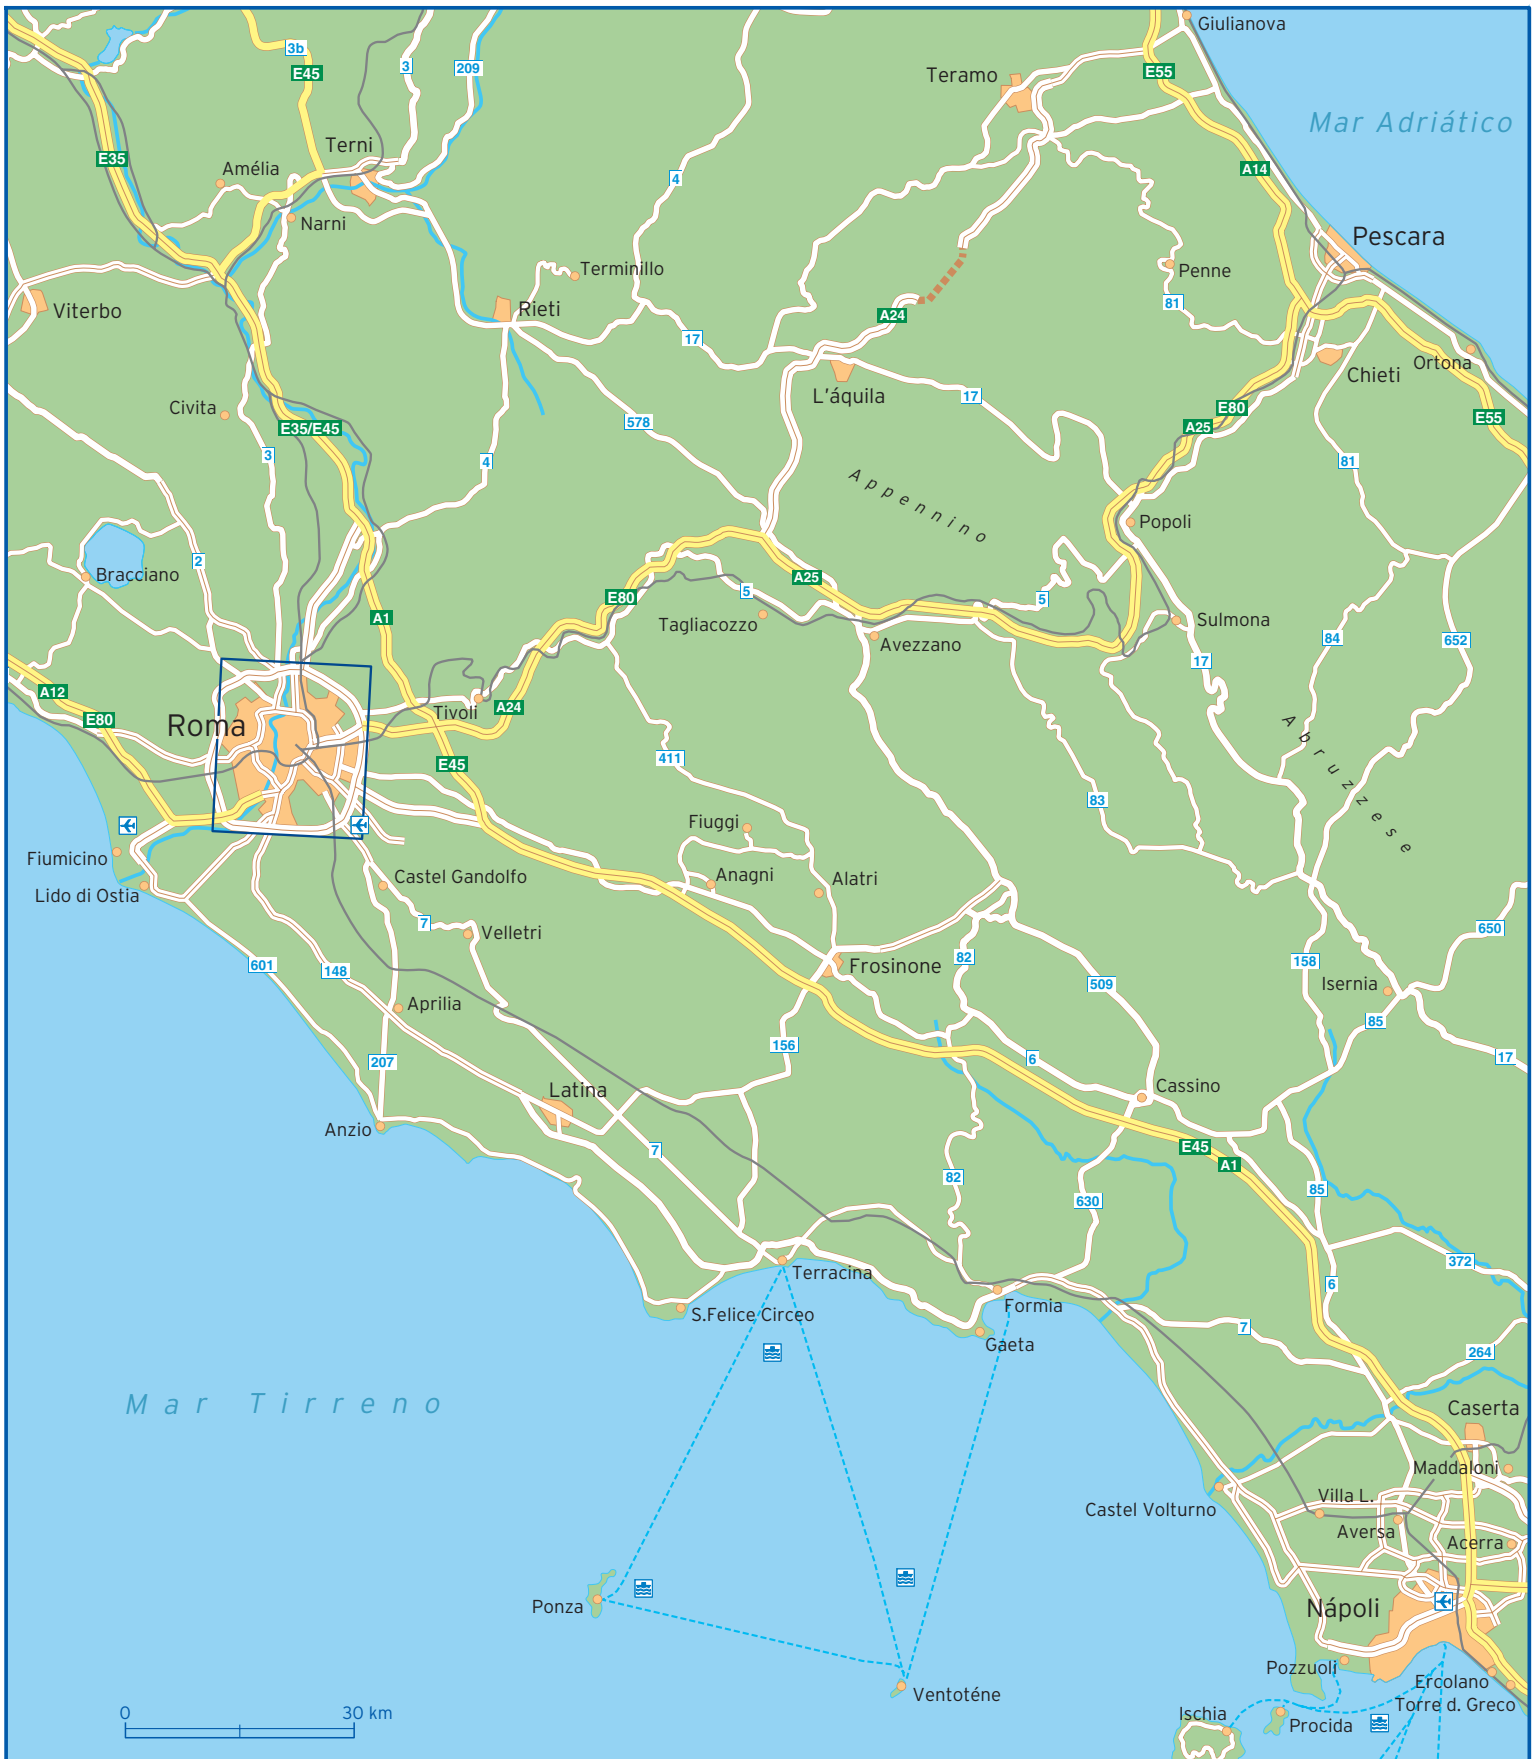 Giulianova
3b
E45
3
209
Teramo
E55
Mar Adriático
Terni
E35
Amélia
A14
4
Narni
Pescara
Terminillo
Penne
Viterbo
Rieti
A24
81
17
Ortona
Chieti
L'áquila
17
Civita
E35/E45
578
E80
E55
A25
3
4
81
Appennino
Popoli
2
Bracciano
A25
5
E80
5
A1
Tagliacozzo
Avezzano
Sulmona
84
652
17
A12
E80
Roma
Tivoli
A24
Abruzzese
E45
411
83
Fiuggi
Fiumicino
Lido di Ostia
Castel Gandolfo
Anagni
Alatri
7
Velletri
650
601
148
Frosinone
82
158
509
Isernia
Aprilia
85
156
6
17
207
Latina
Cassino
Anzio
7
E45
A1
82
630
85
372
Terracina
6
S.Felice Circeo
Formia
Gaeta
7
264
Mar Tirreno
Caserta
Maddaloni
Castel Volturno
Villa L.
Aversa
Acerra
Ponza
Nápoli
Pozzuoli
Ercolano
Ventoténe
Torre d. Greco
Ischia
Procida
0
30 km